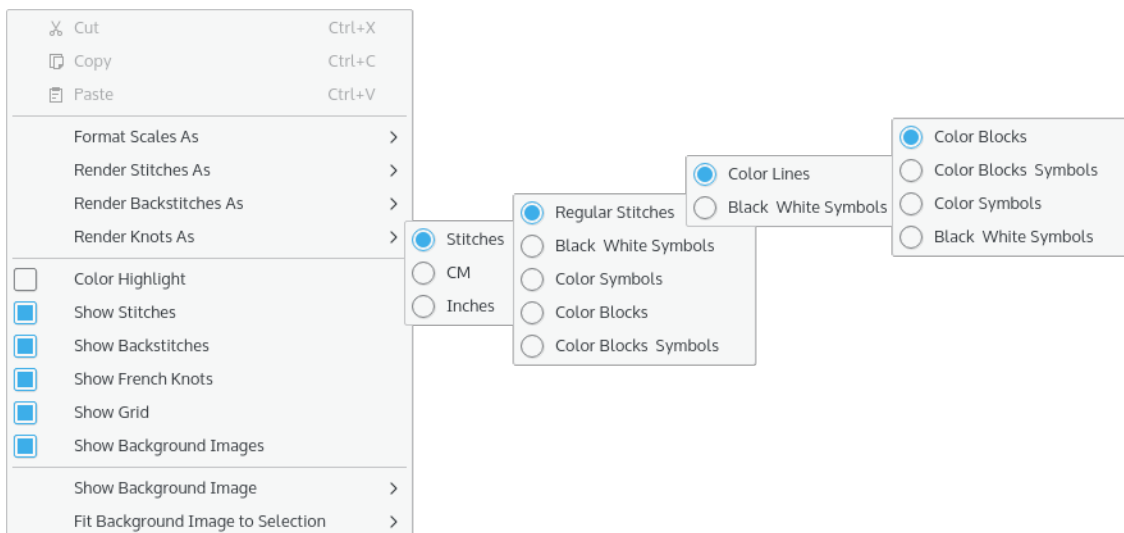 Cut Ctrl+X
Copy Ctrl+C
Paste Ctrl+V
Format Scales As
Render Stitches As
Render Backstitches As
Render Knots As
Color Highlight
Show Stitches
Show Backstitches
Show French Knots
Show Grid
Show Background Images
Show Background Image
Fit Background Image to Selection
Stitches
CM
Inches
Regular Stitches
Black White Symbols
Color Symbols
Color Blocks
Color Blocks Symbols
Color Lines
Black White Symbols
Color Blocks
Color Blocks Symbols
Color Symbols
Black White Symbols